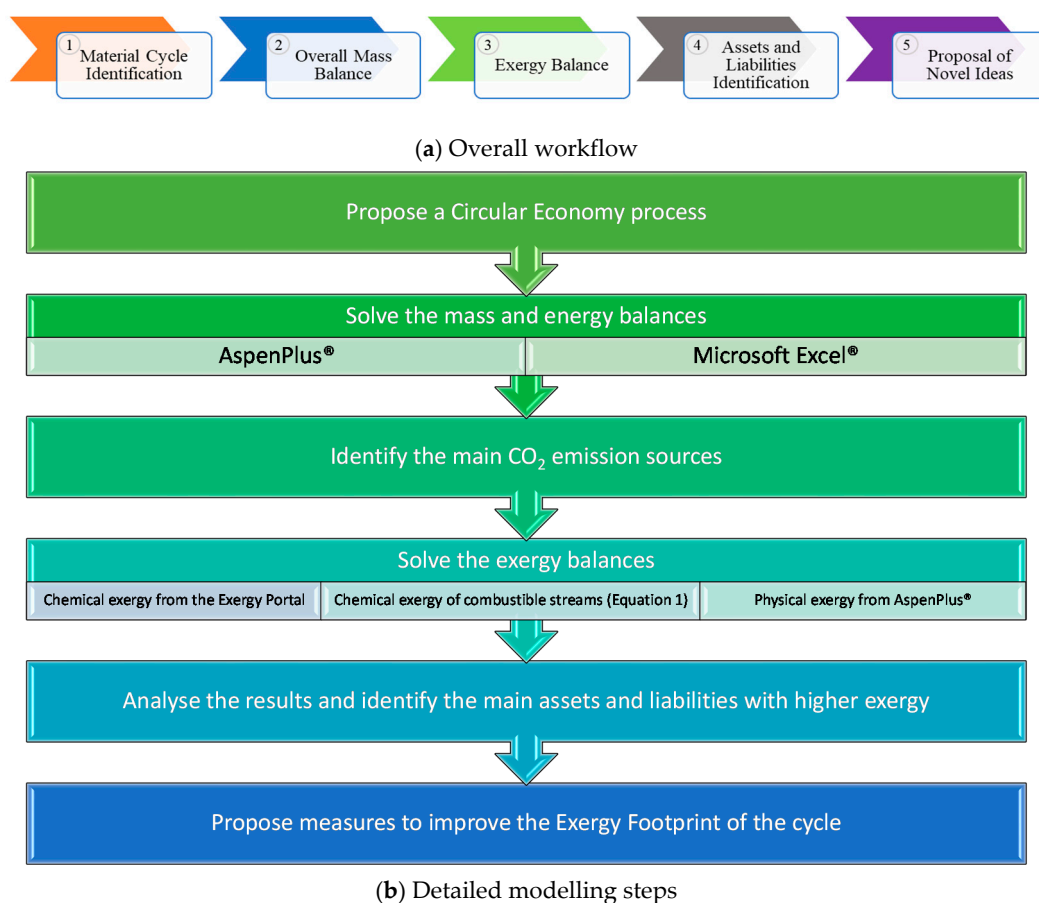 1
Material Cycle
Identification
2
Overall Mass
Balance
3
Exergy Balance
4
Assets and
Liabilities
Identification
5
Proposal of
Novel Ideas
(a) Overall workflow
Propose a Circular Economy process
Solve the mass and energy balances
AspenPlus® Microsoft Excel®
Identify the main CO₂ emission sources
Solve the exergy balances
Chemical exergy from the Exergy Portal Chemical exergy of combustible streams (Equation 1) Physical exergy from AspenPlus®
Analyse the results and identify the main assets and liabilities with higher exergy
Propose measures to improve the Exergy Footprint of the cycle
(b) Detailed modelling steps